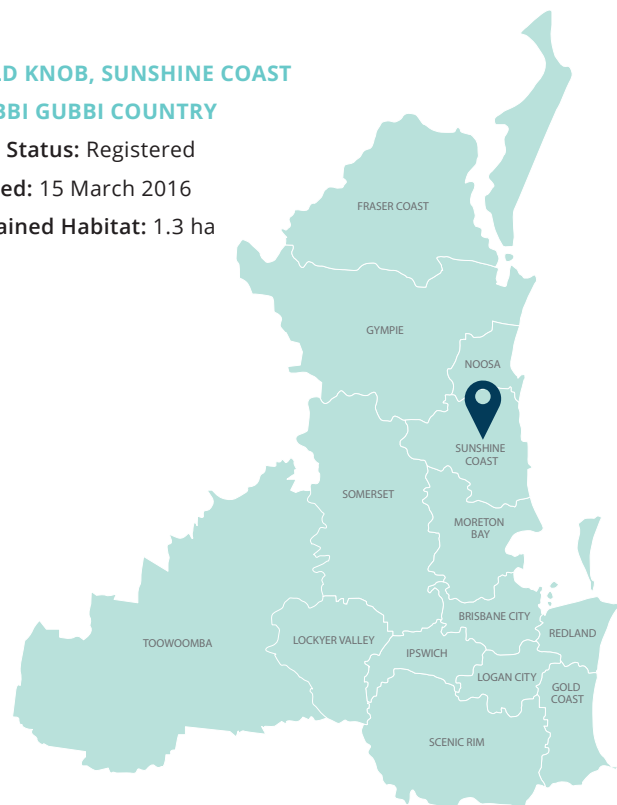 D KNOB, SUNSHINE COAST
BBI GUBBI COUNTRY
Status: Registered
ed: 15 March 2016
ained Habitat: 1.3 ha
FRASER COAST
GYMPIE
NOOSA
SUNSHINE
COAST
SOMERSET
MORETON
BAY
BRISBANE CITY
REDLAND
TOOWOOMBA
LOCKYER VALLEY
IPSWICH
LOGAN CITY
GOLD
COAST
SCENIC RIM